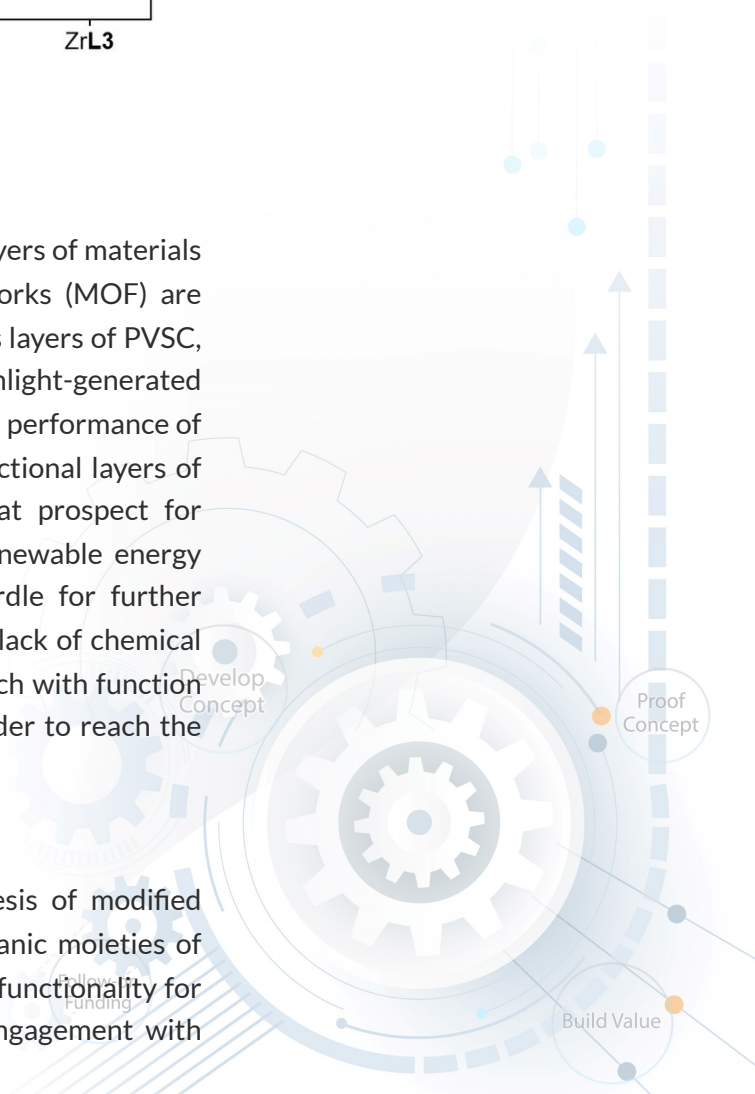 ZrL3
yers of materials
orks (MOF) are
s layers of PVSC,
nlight-generated
performance of
ctional layers of
at prospect for
newable energy
rdle for further
lack of chemical
ch with function
der to reach the
Develop
Concept
Proof
Concept
esis of modified
anic moieties of
functionality for
ngagement with
Funding
Build Value